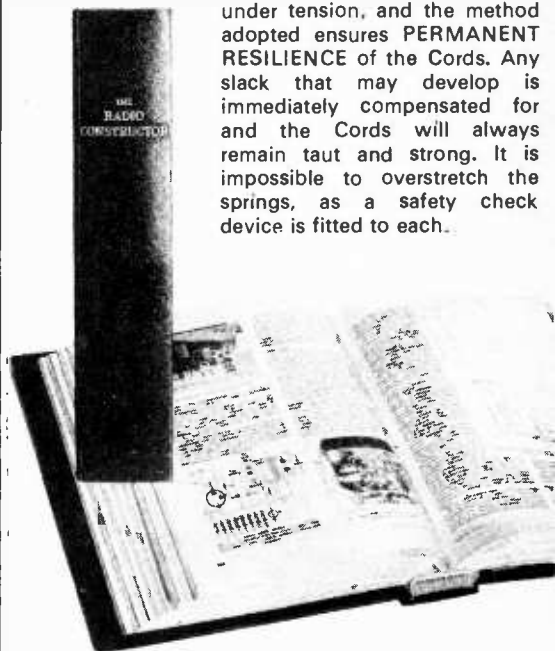 under tension, and the method
adopted ensures PERMANENT
RESILIENCE of the Cords. Any
slack that may develop is
immediately compensated for
and the Cords will always
remain taut and strong. It is
impossible to overstretch the
springs, as a safety check
device is fitted to each.
THE
RADIO
CONSTRUCTOR